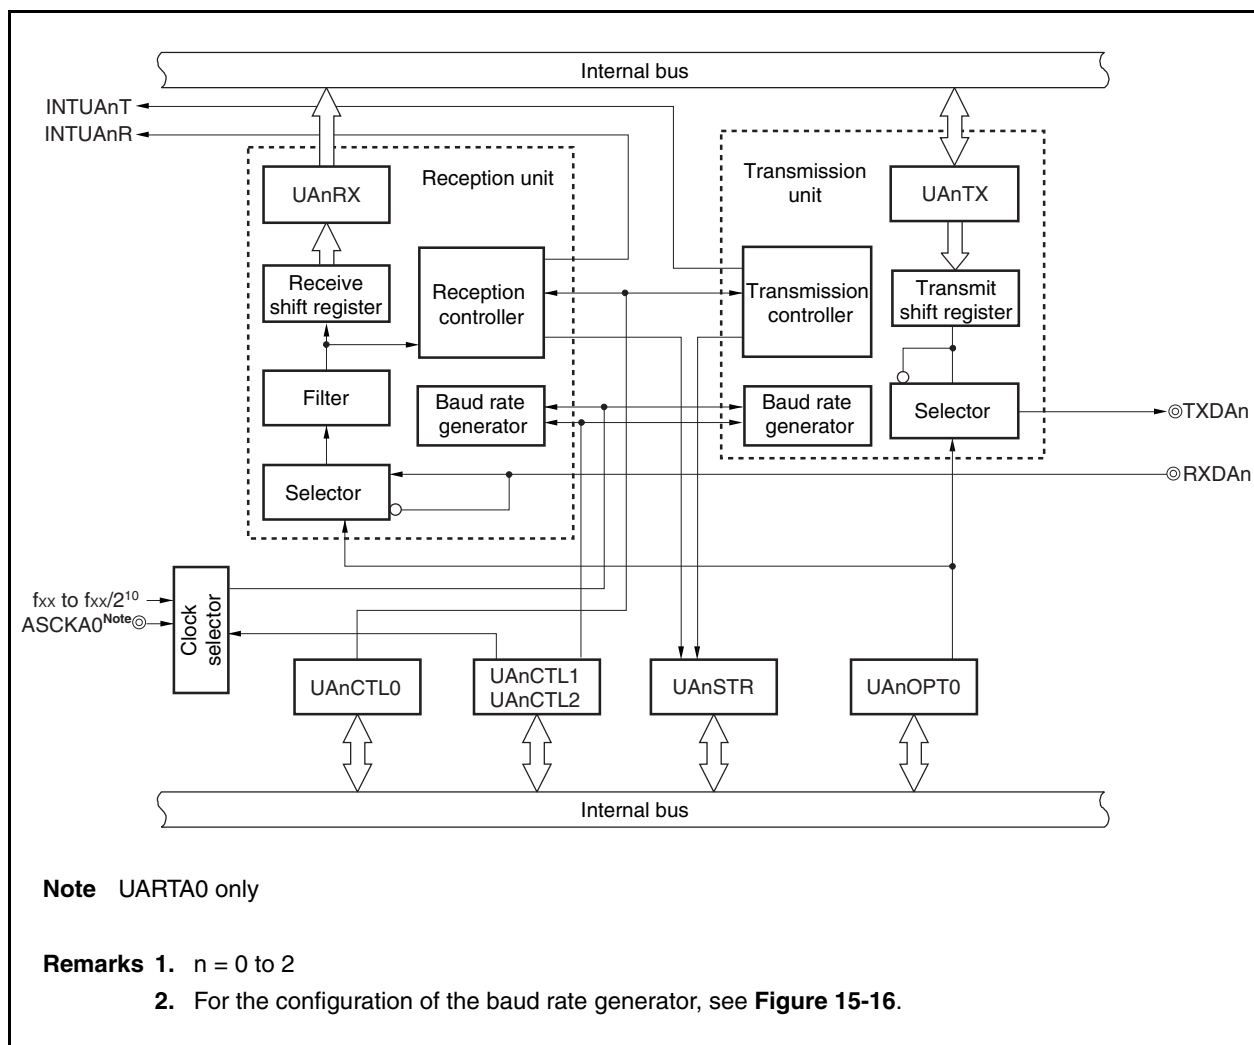 Internal bus
INTUAnT
INTUAnR
Reception unit
UAnRX
Receive
shift register
Reception
controller
Filter
Baud rate
generator
Selector
Transmission
unit
UAnTX
Transmission
controller
Transmit
shift register
Baud rate
generator
Selector
TXDAn
RXDAn
fxx to fxx/2¹⁰
ASCKA0^Note
Clock
selector
UAnCTL0
UAnCTL1
UAnCTL2
UAnSTR
UAnOPT0
Internal bus
Note UARTA0 only
Remarks 1. n = 0 to 2
2. For the configuration of the baud rate generator, see Figure 15-16.